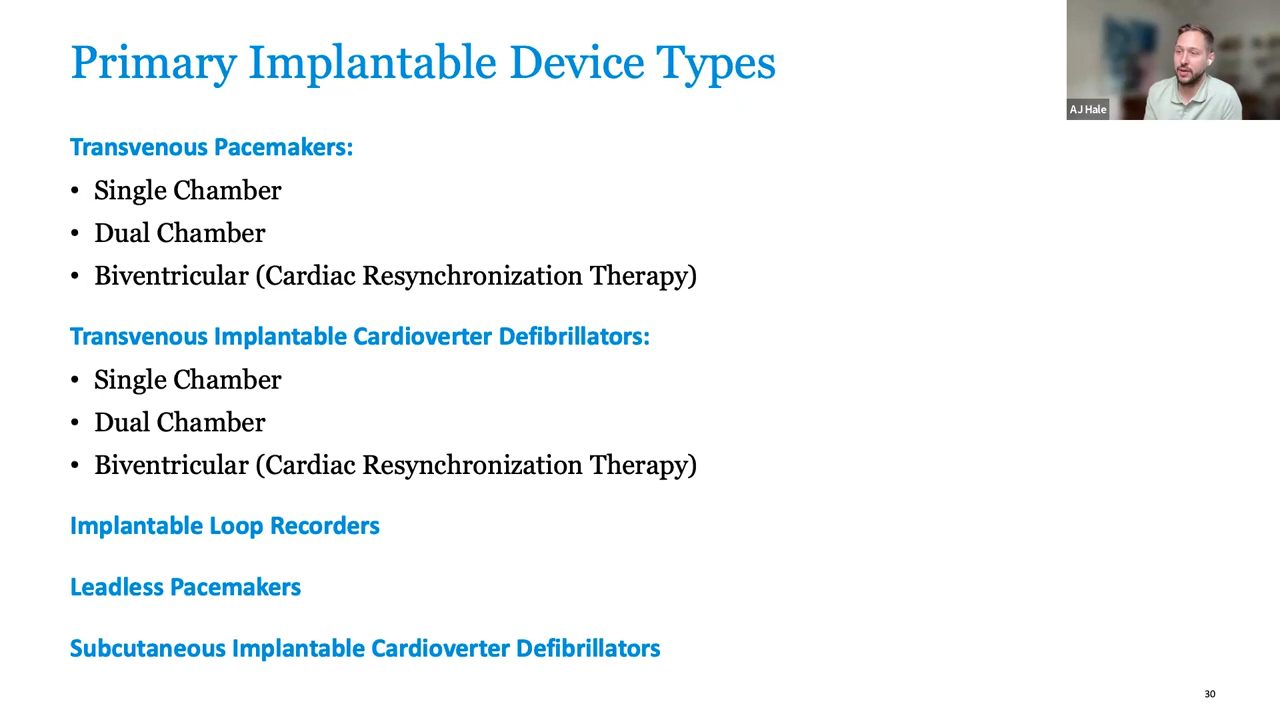 Primary Implantable Device Types
AJ Hale
Transvenous Pacemakers:
• Single Chamber
• Dual Chamber
• Biventricular (Cardiac Resynchronization Therapy)
Transvenous Implantable Cardioverter Defibrillators:
• Single Chamber
• Dual Chamber
• Biventricular (Cardiac Resynchronization Therapy)
Implantable Loop Recorders
Leadless Pacemakers
Subcutaneous Implantable Cardioverter Defibrillators
30